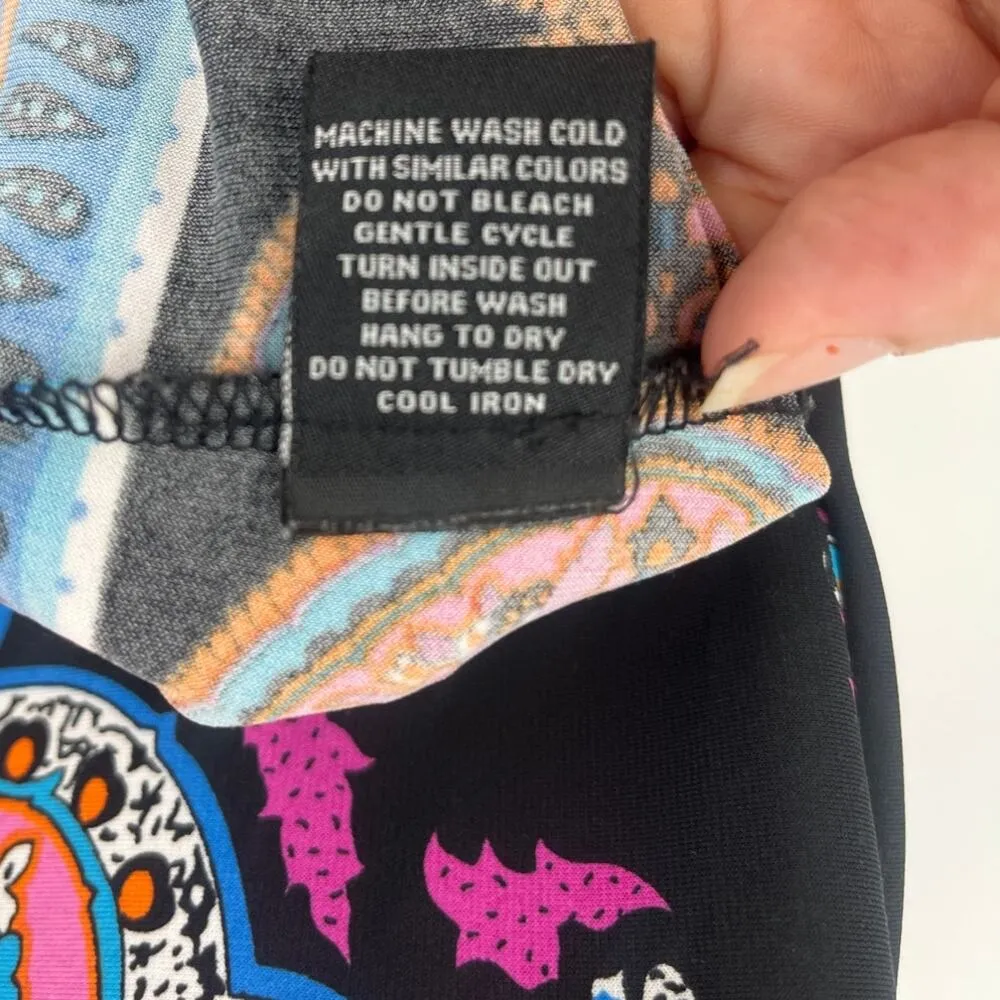 MACHINE WASH COLD
WITH SIMILAR COLORS
DO NOT BLEACH
GENTLE CYCLE
TURN INSIDE OUT
BEFORE WASH
HANG TO DRY
DO NOT TUMBLE DRY
COOL IRON